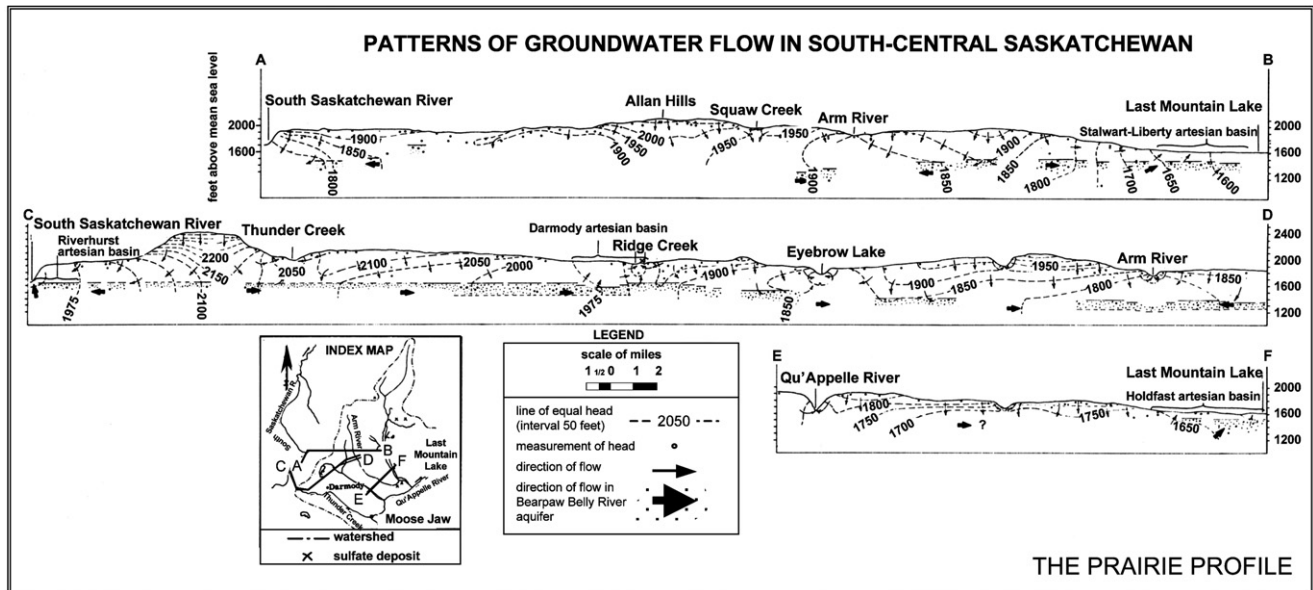 PATTERNS OF GROUNDWATER FLOW IN SOUTH-CENTRAL SASKATCHEWAN
A
B
feet above mean sea level
South Saskatchewan River
Allan Hills
Squaw Creek
Arm River
Last Mountain Lake
Stalwart-Liberty artesian basin
2000
1600
1900
1850
1800
2000
1950
1900
1950
1950
1900
1850
1900
1850
1800
1700
1650
1600
2000
1600
1200
C
D
South Saskatchewan River
Riverhurst
artesian basin
Thunder Creek
Darmody artesian basin
Ridge Creek
Eyebrow Lake
Arm River
2200
2150
2100
1975
2050
2100
2050
2000
1975
1900
1850
1900
1850
1950
1800
1850
2400
2000
1600
1200
INDEX MAP
South
Saskatchewan R.
Arm River
C
A
B
D
F
E
Last
Mountain
Lake
Darmody
Thunder Creek
Qu'Appelle River
Moose Jaw
watershed
sulfate deposit
LEGEND
scale of miles
1 1/2 0 1 2
line of equal head
(interval 50 feet)
2050
measurement of head
direction of flow
direction of flow in
Bearpaw Belly River
aquifer
E
F
Qu'Appelle River
Last Mountain Lake
Holdfast artesian basin
1800
1750
1700
?
1750
1650
2000
1600
1200
THE PRAIRIE PROFILE